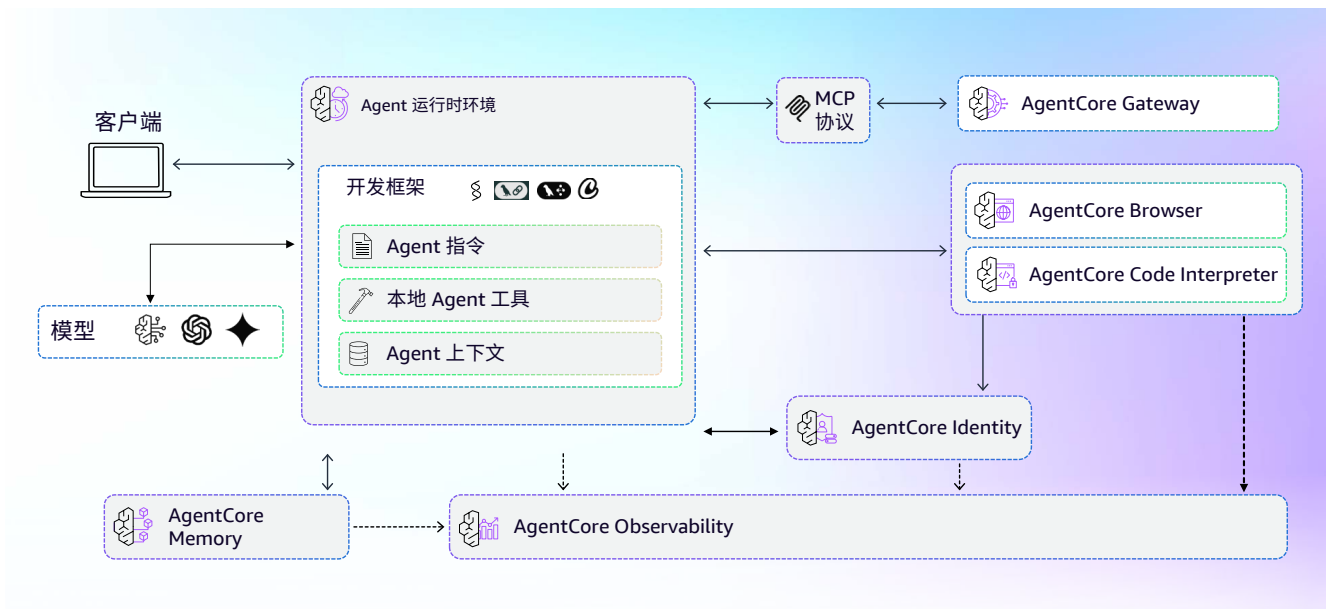 客户端
模型
Agent 运行时环境
开发框架
Agent 指令
本地 Agent 工具
Agent 上下文
MCP
协议
AgentCore Gateway
AgentCore Browser
AgentCore Code Interpreter
AgentCore Identity
AgentCore
Memory
AgentCore Observability